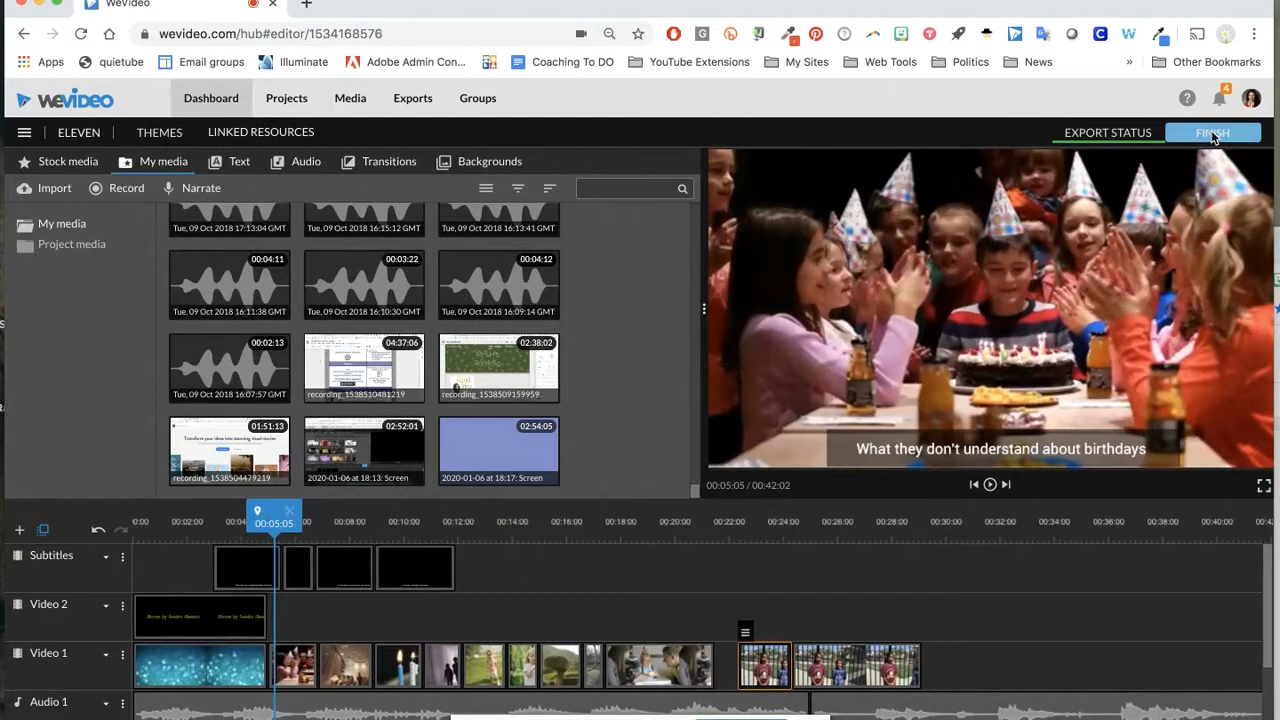 WeVideo
wevideo.com/hub#editor/1534168576
Apps quietube Email groups Illuminate Adobe Admin Con... Coaching TO DO YouTube Extensions My Sites Web Tools Politics News » Other Bookmarks
WEVIDEO Dashboard Projects Media Exports Groups 4
ELEVEN THEMES LINKED RESOURCES EXPORT STATUS FINISH
Stock media My media Text Audio Transitions Backgrounds
Import Record Narrate
My media
Project media
Tue, 09 Oct 2018 17:13:04 GMT Tue, 09 Oct 2018 16:15:12 GMT Tue, 09 Oct 2018 16:13:41 GMT
00:04:11 00:03:22 00:04:12
Tue, 09 Oct 2018 16:11:38 GMT Tue, 09 Oct 2018 16:10:30 GMT Tue, 09 Oct 2018 16:09:14 GMT
00:02:13 04:37:06 02:38:02
Tue, 09 Oct 2018 16:07:57 GMT recording_1538510481219 recording_1538509159959
01:51:13 02:52:01 02:54:05
Transform your ideas into stunning visual stories
recording_1538504479219 2020-01-06 at 18:13: Screen 2020-01-06 at 18:17: Screen
What they don't understand about birthdays
00:05:05 / 00:42:02
00:05:05
0:00 00:02:00 00:08:00 00:10:00 00:12:00 00:14:00 00:16:00 00:18:00 00:20:00 00:22:00 00:24:00 00:26:00 00:28:00 00:30:00 00:32:00 00:34:00 00:36:00 00:38:00 00:40:00
Subtitles
Video 2
Video 1
Audio 1